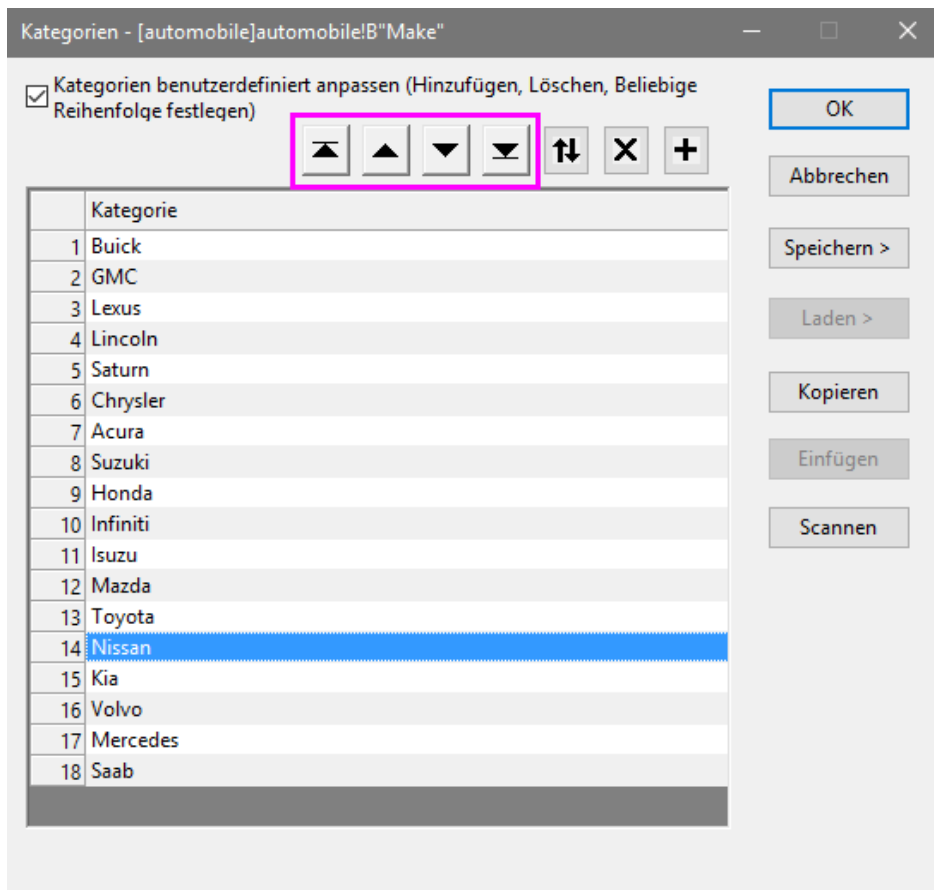 Kategorien - [automobile]automobile!B"Make"
Kategorien benutzerdefiniert anpassen (Hinzufügen, Löschen, Beliebige
Reihenfolge festlegen)
OK
Abbrechen
Speichern >
Laden >
Kopieren
Einfügen
Scannen
Kategorie
1 Buick
2 GMC
3 Lexus
4 Lincoln
5 Saturn
6 Chrysler
7 Acura
8 Suzuki
9 Honda
10 Infiniti
11 Isuzu
12 Mazda
13 Toyota
14 Nissan
15 Kia
16 Volvo
17 Mercedes
18 Saab